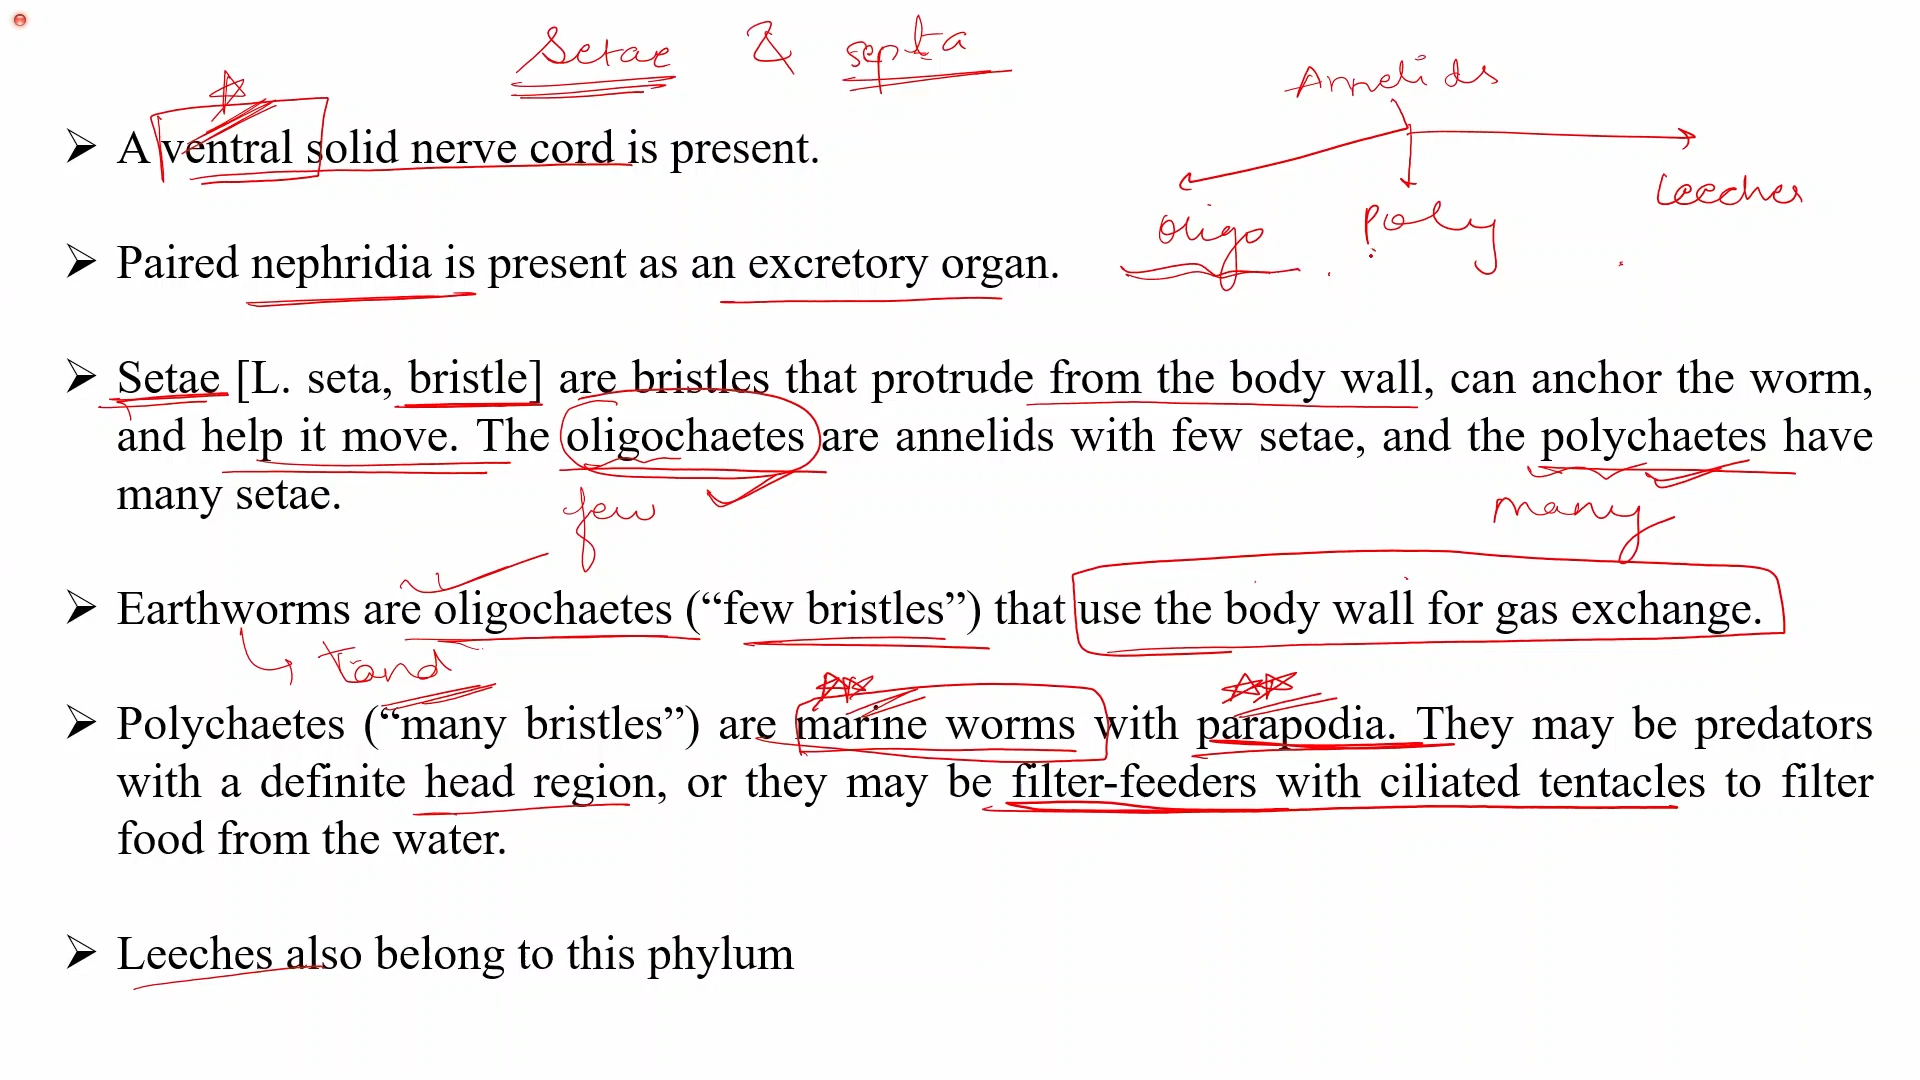 Setae & septa
Annelids
oligo poly Leeches
➢ A ventral solid nerve cord is present.
➢ Paired nephridia is present as an excretory organ.
➢ Setae [L. seta, bristle] are bristles that protrude from the body wall, can anchor the worm,
and help it move. The oligochaetes are annelids with few setae, and the polychaetes have
many setae.
few
many
➢ Earthworms are oligochaetes (“few bristles”) that use the body wall for gas exchange.
➢ Polychaetes (“many bristles”) are marine worms with parapodia. They may be predators
with a definite head region, or they may be filter-feeders with ciliated tentacles to filter
food from the water.
➢ Leeches also belong to this phylum